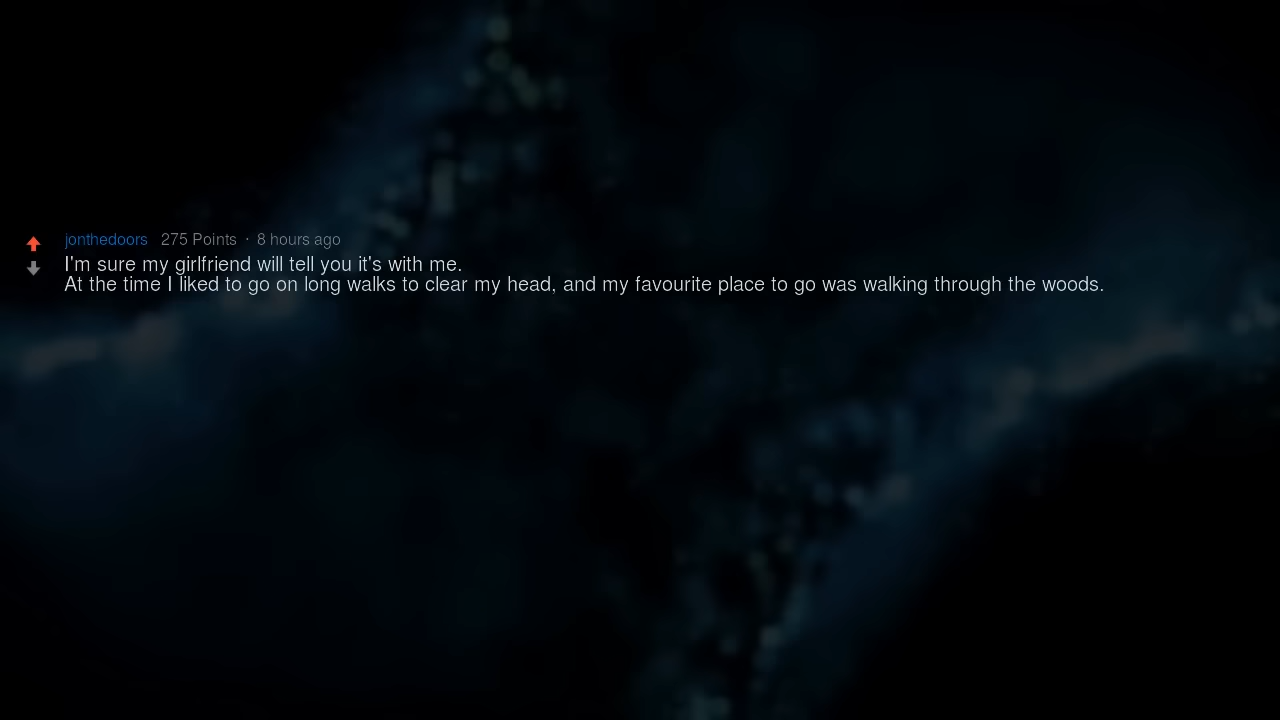 jonthedoors 275 Points · 8 hours ago
I'm sure my girlfriend will tell you it's with me.
At the time I liked to go on long walks to clear my head, and my favourite place to go was walking through the woods.